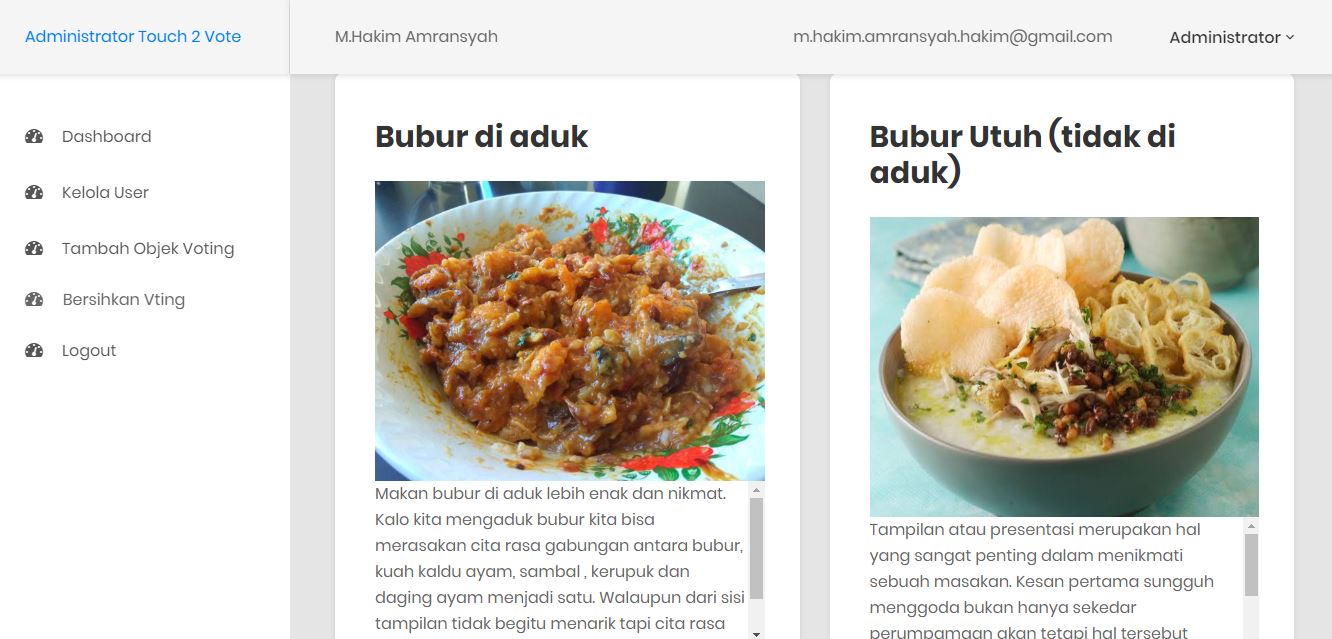 Administrator Touch 2 Vote
M.Hakim Amransyah
m.hakim.amransyah.hakim@gmail.com
Administrator
Dashboard
Kelola User
Tambah Objek Voting
Bersihkan Vting
Logout
Bubur di aduk
Makan bubur di aduk lebih enak dan nikmat.
Kalo kita mengaduk bubur kita bisa
merasakan cita rasa gabungan antara bubur,
kuah kaldu ayam, sambal , kerupuk dan
daging ayam menjadi satu. Walaupun dari sisi
tampilan tidak begitu menarik tapi cita rasa
Bubur Utuh (tidak di
aduk)
Tampilan atau presentasi merupakan hal
yang sangat penting dalam menikmati
sebuah masakan. Kesan pertama sungguh
menggoda bukan hanya sekedar
perumpamaan akan tetapi hal tersebut